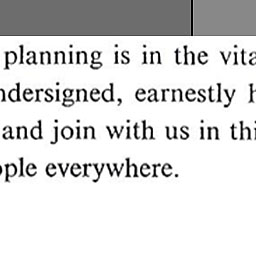 planning is in the vita
ndersigned, earnestly h
and join with us in thi
ople everywhere.